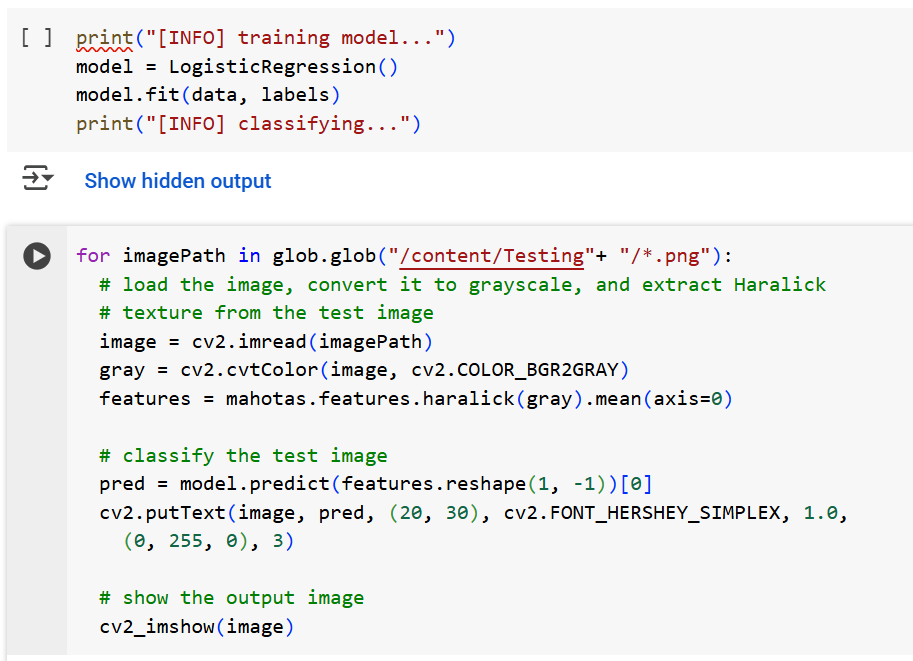 [ ] print("[INFO] training model...")
model = LogisticRegression()
model.fit(data, labels)
print("[INFO] classifying...")
Show hidden output
for imagePath in glob.glob("/content/Testing"+ "/*.png"):
# load the image, convert it to grayscale, and extract Haralick
# texture from the test image
image = cv2.imread(imagePath)
gray = cv2.cvtColor(image, cv2.COLOR_BGR2GRAY)
features = mahotas.features.haralick(gray).mean(axis=0)
# classify the test image
pred = model.predict(features.reshape(1, -1))[0]
cv2.putText(image, pred, (20, 30), cv2.FONT_HERSHEY_SIMPLEX, 1.0,
(0, 255, 0), 3)
# show the output image
cv2_imshow(image)